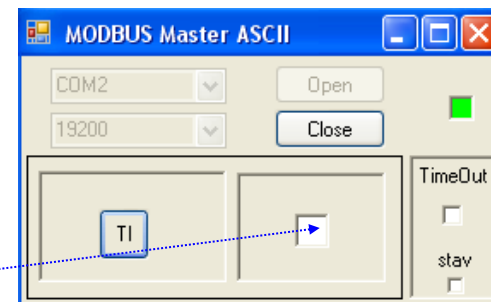 MODBUS Master ASCII
COM2
Open
19200
Close
TimeOut
TI
stav